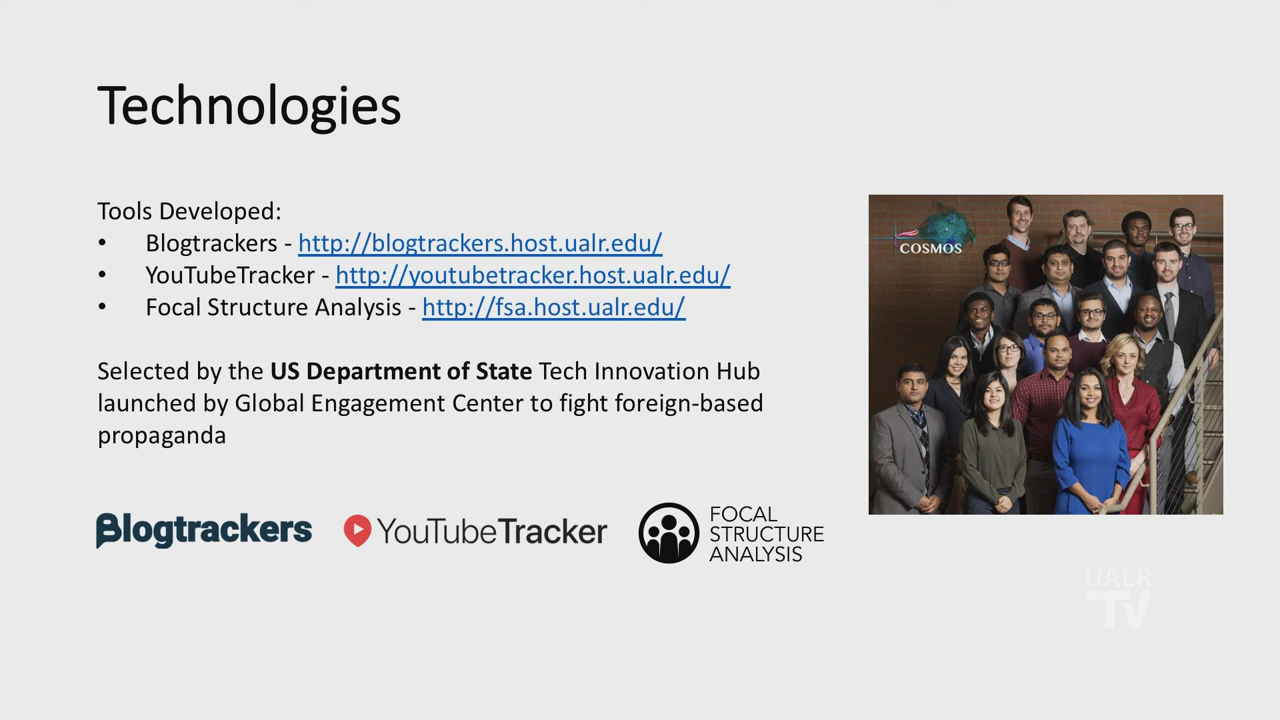 Technologies
Tools Developed:
• Blogtrackers - http://blogtrackers.host.ualr.edu/
• YouTubeTracker - http://youtubetracker.host.ualr.edu/
• Focal Structure Analysis - http://fsa.host.ualr.edu/
Selected by the US Department of State Tech Innovation Hub
launched by Global Engagement Center to fight foreign-based
propaganda
COSMOS
Blogtrackers
YouTubeTracker
FOCAL
STRUCTURE
ANALYSIS
UALR
TV